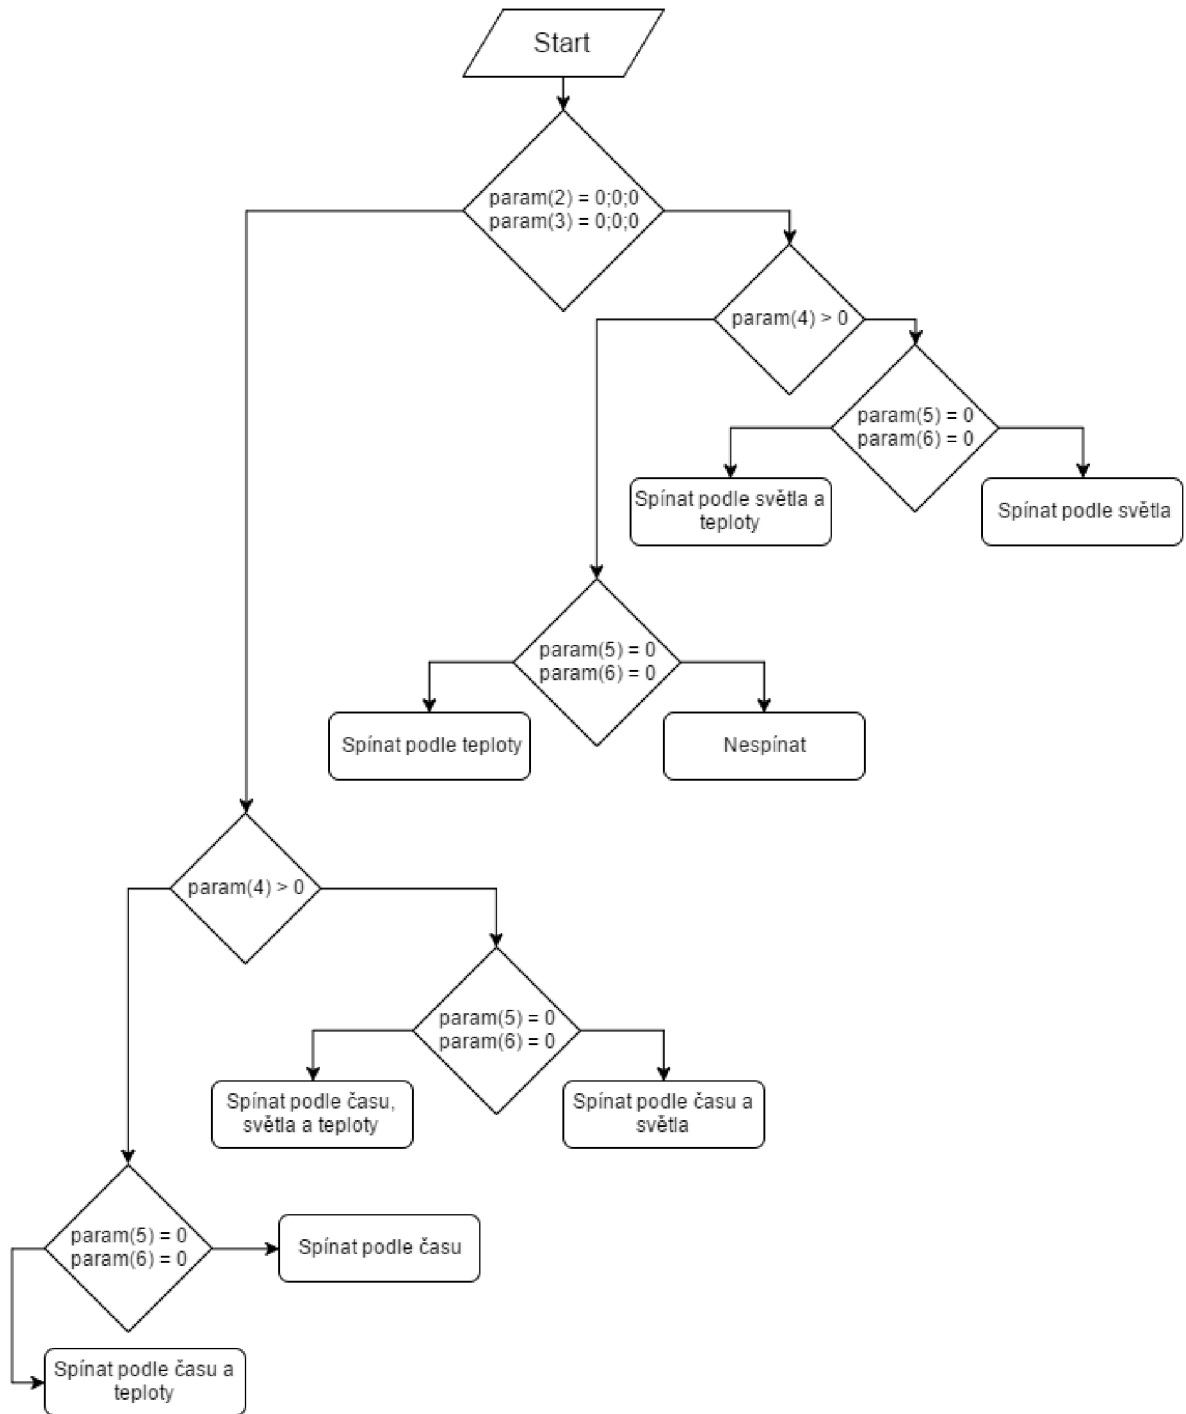 Start
param(2) = 0;0;0
param(3) = 0;0;0
param(4) > 0
param(5) = 0
param(6) = 0
Spínat podle světla a
teploty
Spínat podle světla
param(5) = 0
param(6) = 0
Spínat podle teploty
Nespínat
param(4) > 0
param(5) = 0
param(6) = 0
Spínat podle času,
světla a teploty
Spínat podle času a
světla
param(5) = 0
param(6) = 0
Spínat podle času
Spínat podle času a
teploty